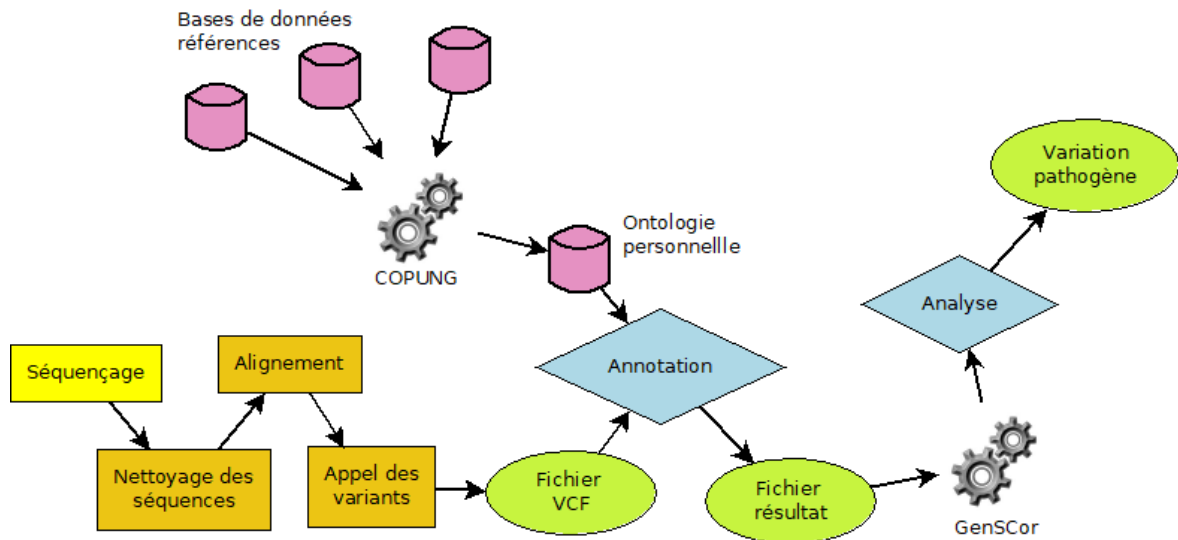 Bases de données
références
Variation
pathogène
Ontologie
personnellle
COPUNG
Analyse
Séquençage
Alignement
Annotation
Nettoyage des
séquences
Appel des
variants
Fichier
VCF
Fichier
résultat
GenSCor